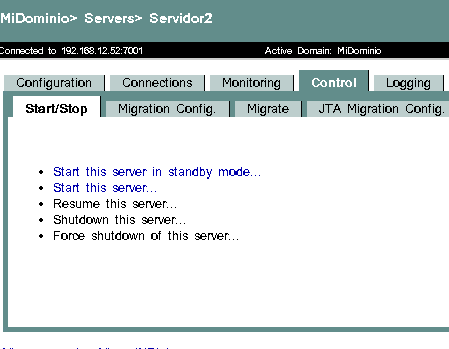 MiDominio> Servers> Servidor2
Connected to 192.168.12.52:7001 Active Domain: MiDominio
Configuration Connections Monitoring Control Logging
Start/Stop Migration Config. Migrate JTA Migration Config.
• Start this server in standby mode...
• Start this server...
• Resume this server...
• Shutdown this server...
• Force shutdown of this server...